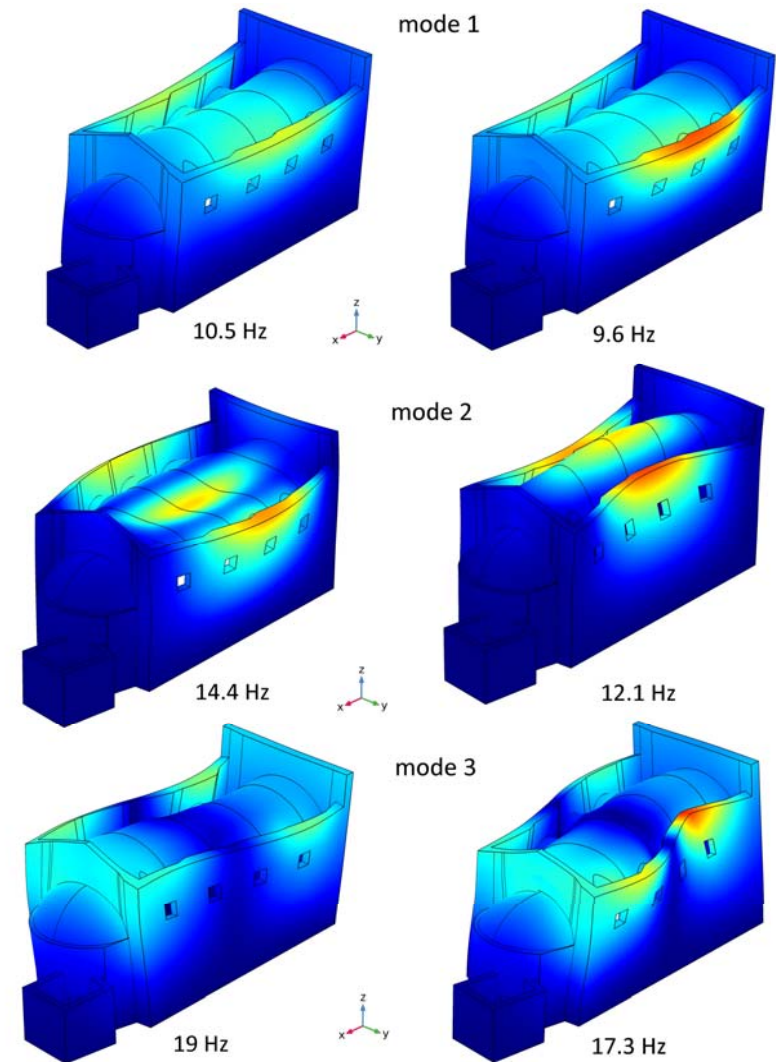 mode 1
10.5 Hz
z
x
y
9.6 Hz
mode 2
14.4 Hz
z
x
y
12.1 Hz
mode 3
19 Hz
z
x
y
17.3 Hz